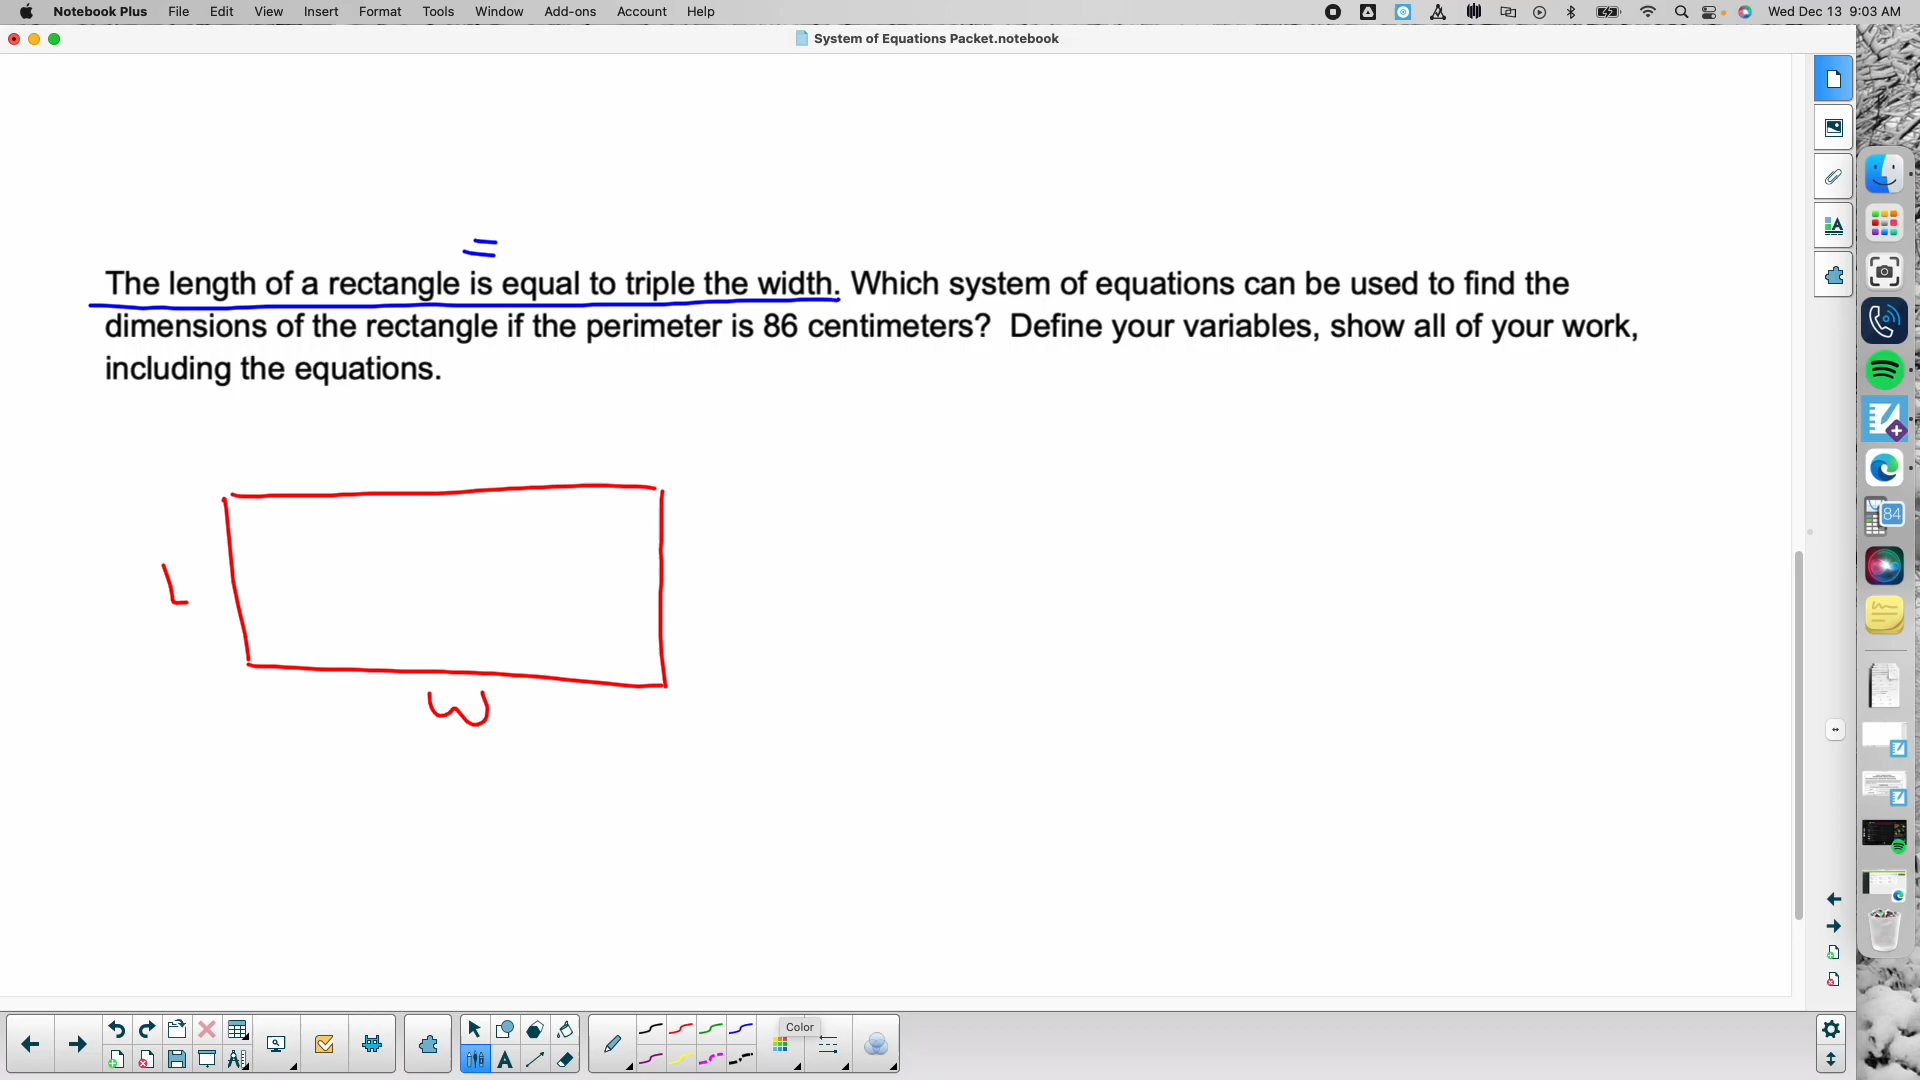 Notebook Plus File Edit View Insert Format Tools Window Add-ons Account Help Wed Dec 13 9:03 AM
System of Equations Packet.notebook
=
The length of a rectangle is equal to triple the width. Which system of equations can be used to find the
dimensions of the rectangle if the perimeter is 86 centimeters? Define your variables, show all of your work,
including the equations.
L
W
84
Color
A